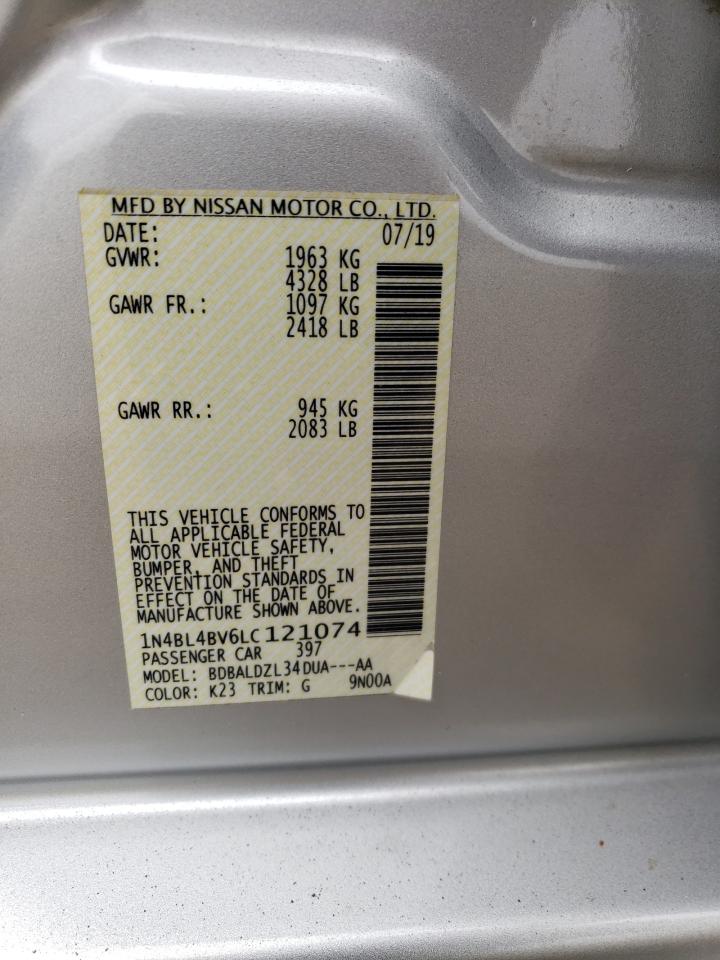 MFD BY NISSAN MOTOR CO., LTD.
DATE: 07/19
GVWR: 1963 KG
4328 LB
GAWR FR.: 1097 KG
2418 LB
GAWR RR.: 945 KG
2083 LB
THIS VEHICLE CONFORMS TO
ALL APPLICABLE FEDERAL
MOTOR VEHICLE SAFETY,
BUMPER, AND THEFT
PREVENTION STANDARDS IN
EFFECT ON THE DATE OF
MANUFACTURE SHOWN ABOVE.
1N4BL4BV6LC121074
PASSENGER CAR 397
MODEL: BDBALDZL34DUA---AA
COLOR: K23 TRIM: G 9N00A